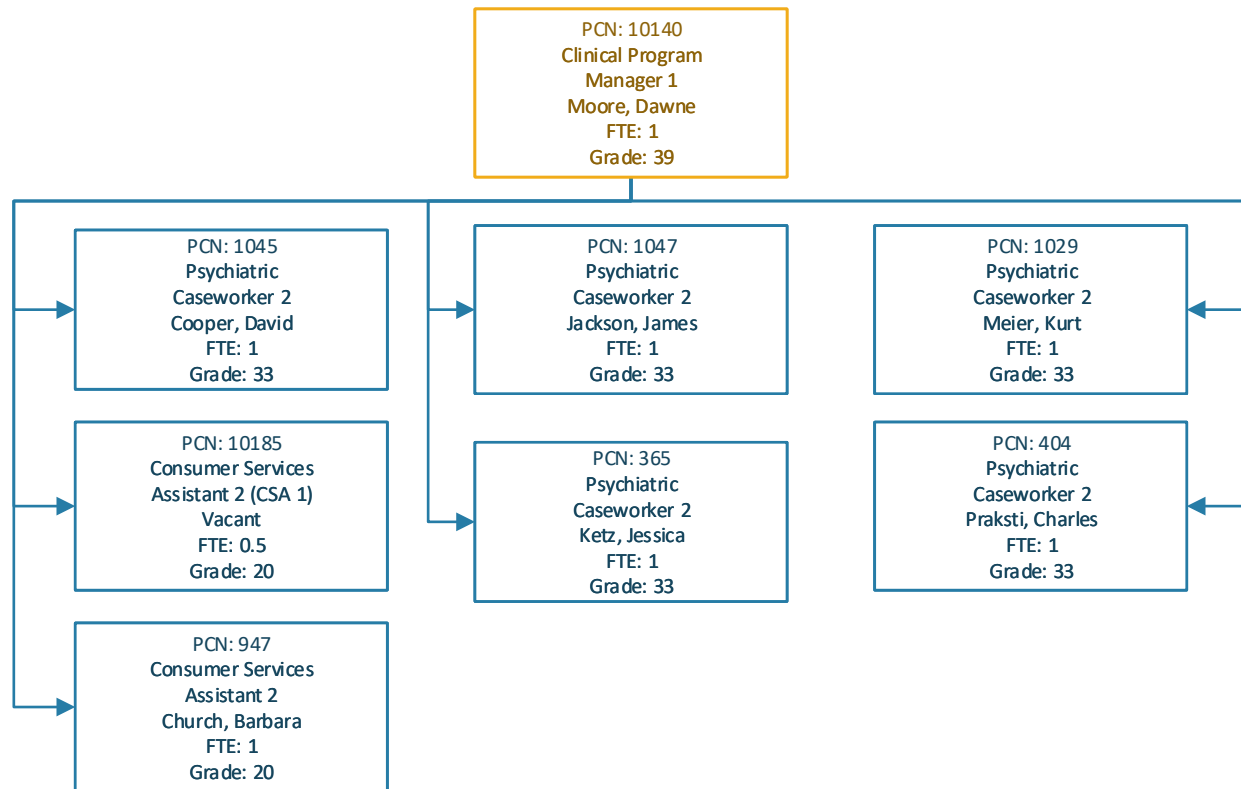 PCN: 10140
Clinical Program
Manager 1
Moore, Dawne
FTE: 1
Grade: 39
PCN: 1045
Psychiatric
Caseworker 2
Cooper, David
FTE: 1
Grade: 33
PCN: 1047
Psychiatric
Caseworker 2
Jackson, James
FTE: 1
Grade: 33
PCN: 1029
Psychiatric
Caseworker 2
Meier, Kurt
FTE: 1
Grade: 33
PCN: 10185
Consumer Services
Assistant 2 (CSA 1)
Vacant
FTE: 0.5
Grade: 20
PCN: 365
Psychiatric
Caseworker 2
Ketz, Jessica
FTE: 1
Grade: 33
PCN: 404
Psychiatric
Caseworker 2
Praksti, Charles
FTE: 1
Grade: 33
PCN: 947
Consumer Services
Assistant 2
Church, Barbara
FTE: 1
Grade: 20